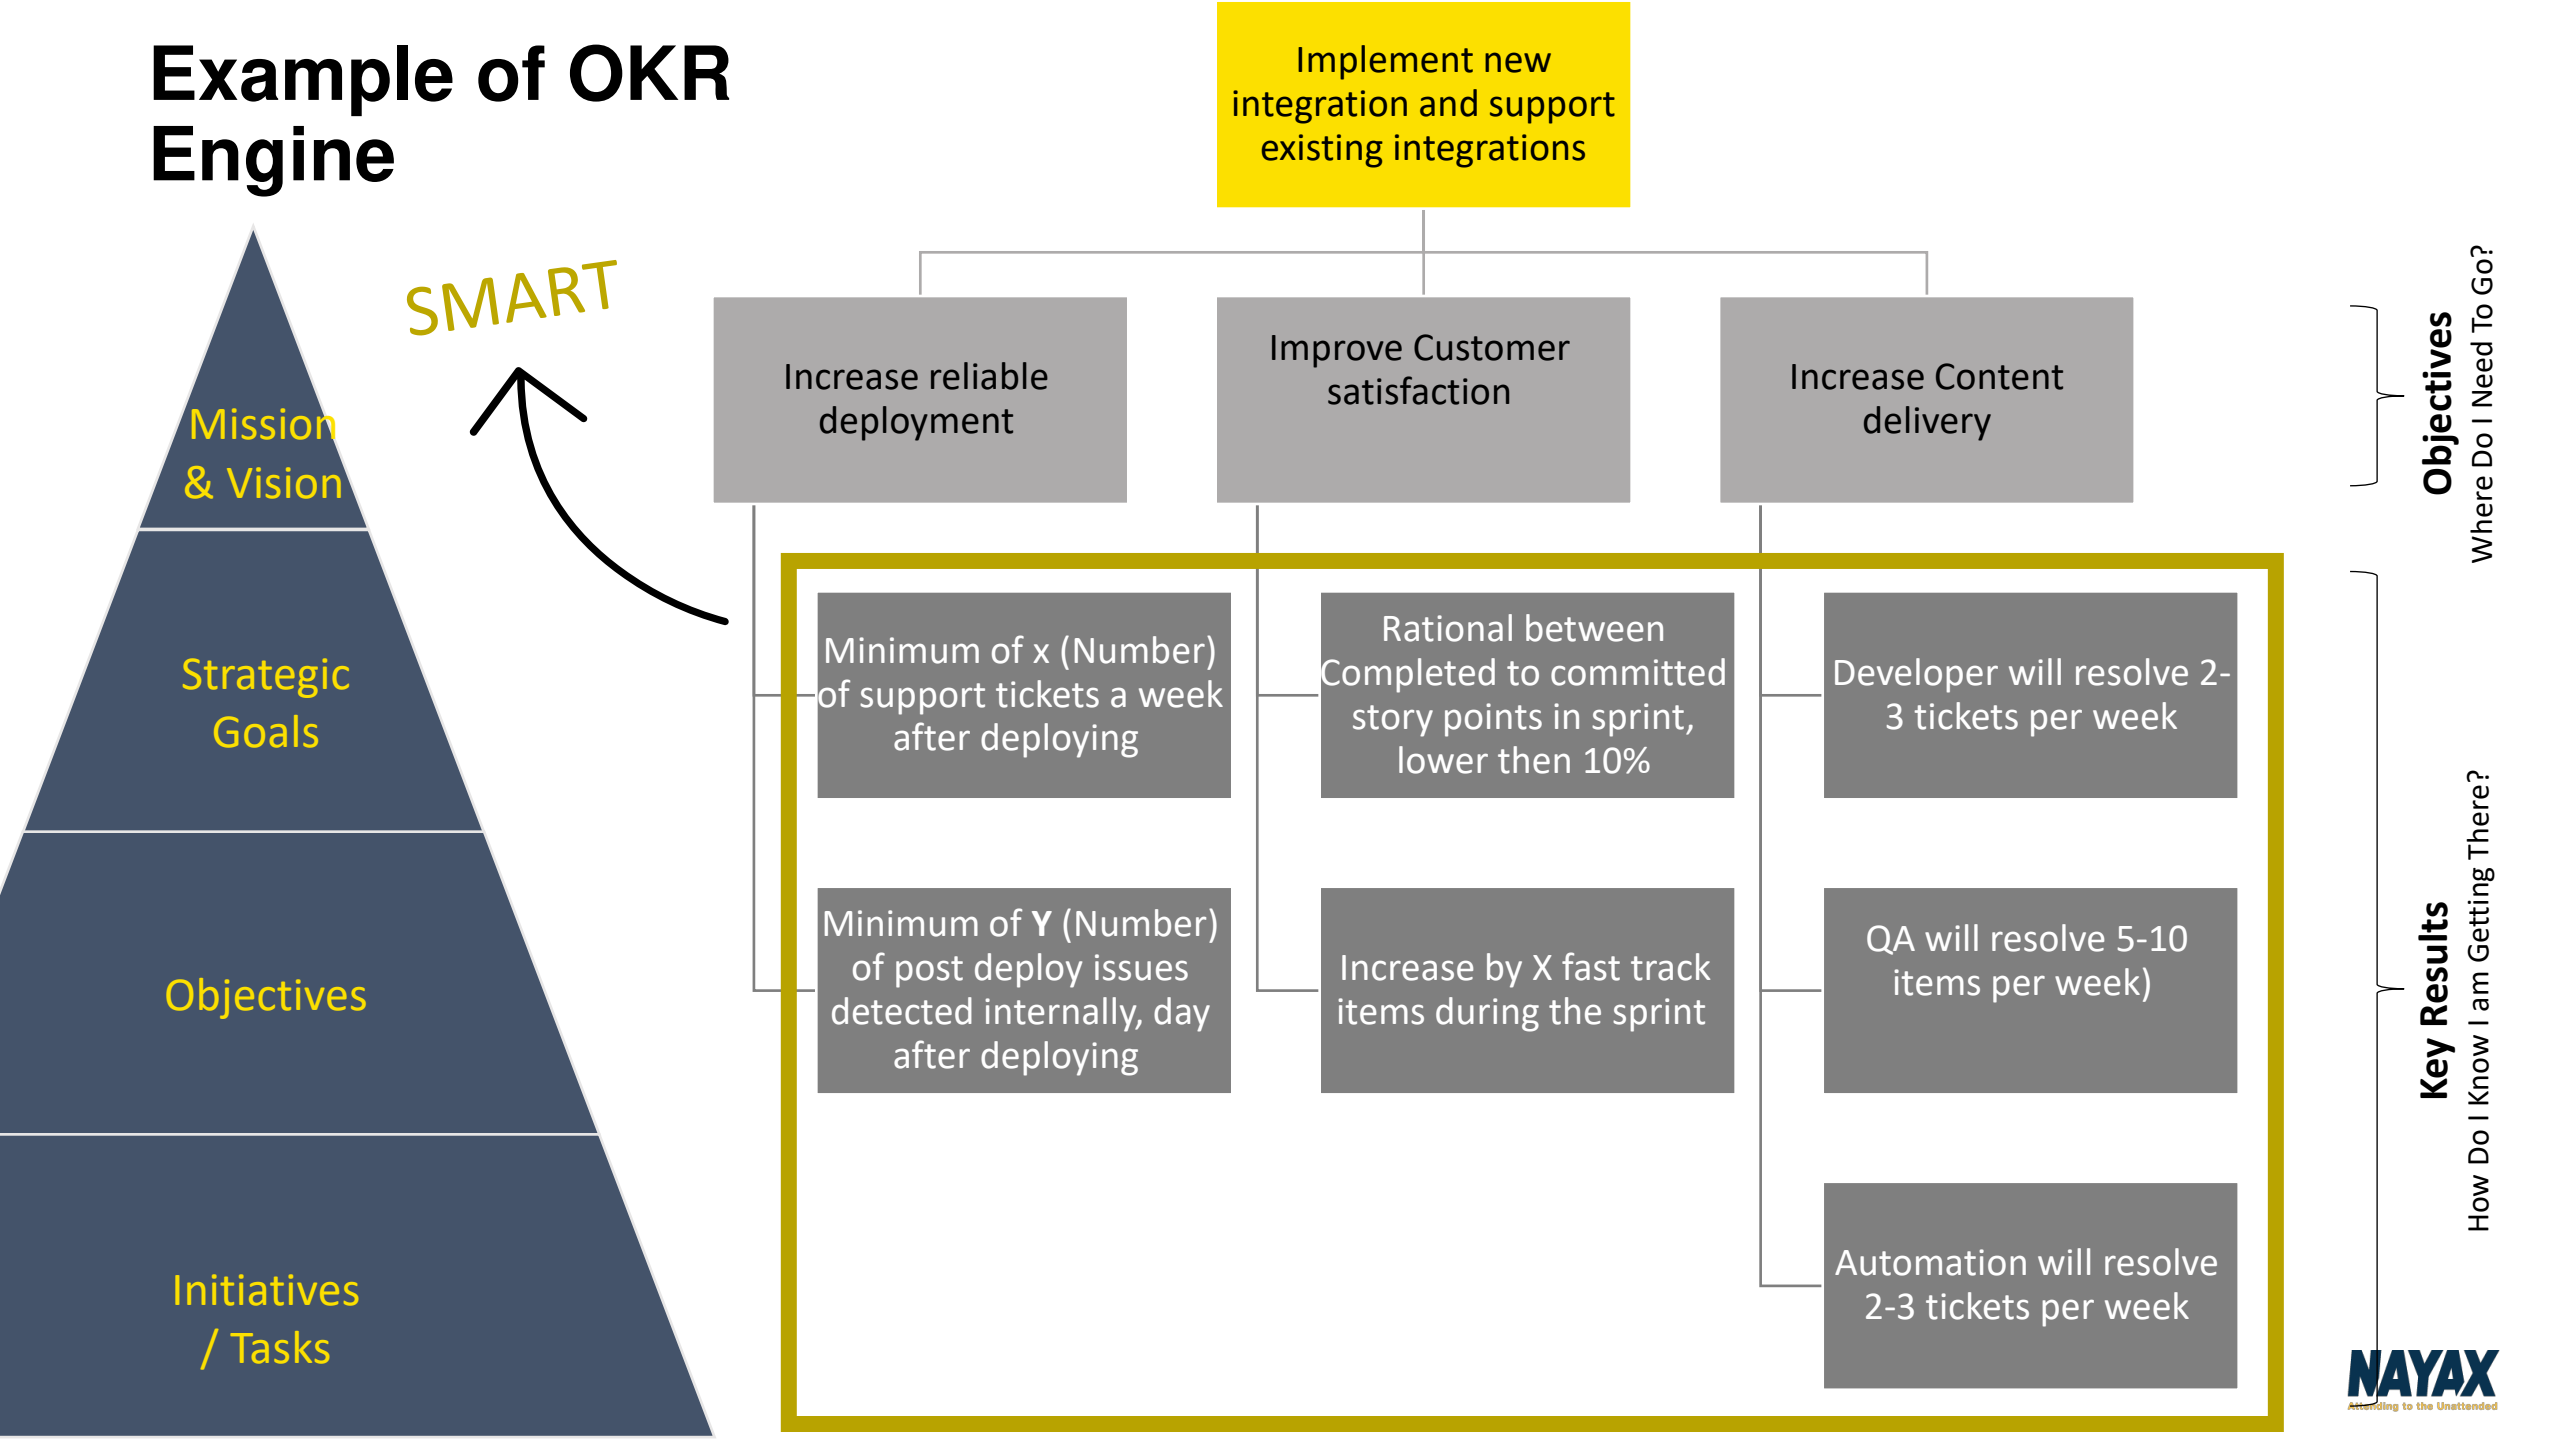 Example of OKR
Engine
SMART
Mission
& Vision
Strategic
Goals
Objectives
Initiatives
/ Tasks
Implement new
integration and support
existing integrations
Increase reliable
deployment
Improve Customer
satisfaction
Increase Content
delivery
Minimum of x (Number)
of support tickets a week
after deploying
Minimum of Y (Number)
of post deploy issues
detected internally, day
after deploying
Rational between
Completed to committed
story points in sprint,
lower then 10%
Increase by X fast track
items during the sprint
Developer will resolve 2-
3 tickets per week
QA will resolve 5-10
items per week)
Automation will resolve
2-3 tickets per week
Objectives
Where Do I Need To Go?
Key Results
How Do I Know I am Getting There?
NAYAX
Attending to the Unattended